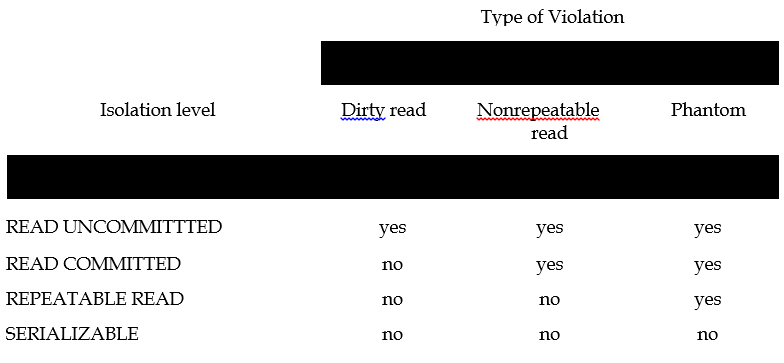 Type of Violation
Isolation level Dirty read Nonrepeatable Phantom
read
READ UNCOMMITTTED yes yes yes
READ COMMITTED no yes yes
REPEATABLE READ no no yes
SERIALIZABLE no no no